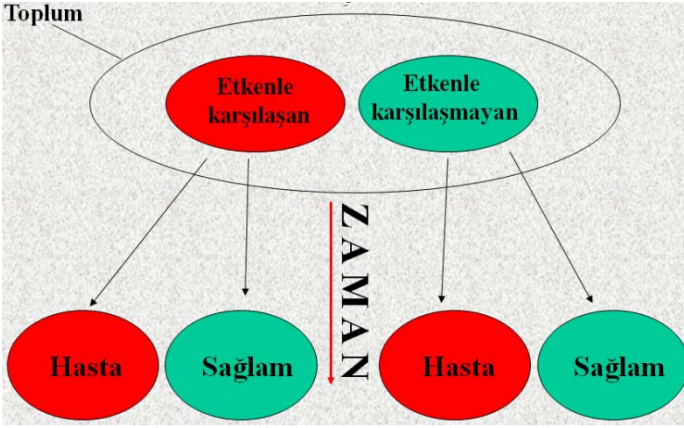 Toplum
Etkenle
karşılaşan
Etkenle
karşılaşmayan
ZAMAN
Hasta
Sağlam
Hasta
Sağlam